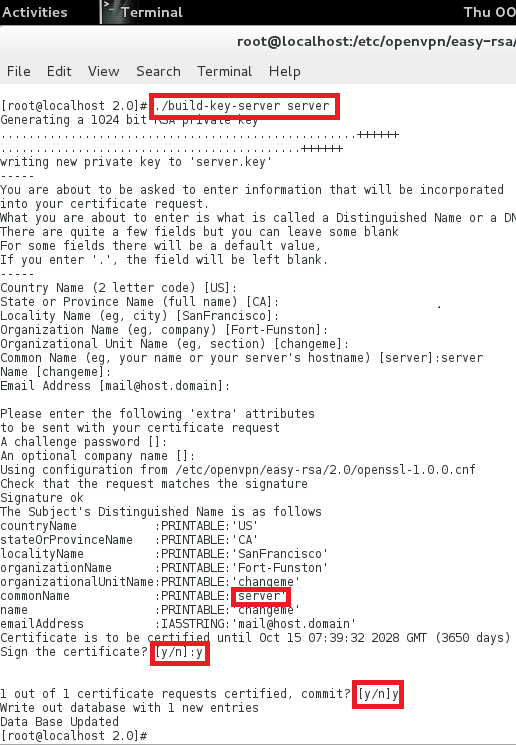 Activities Terminal Thu 00
root@localhost:/etc/openvpn/easy-rsa/
File Edit View Search Terminal Help
[root@localhost 2.0]# ./build-key-server server
Generating a 1024 bit RSA private key
...................................................++++++
...........................................++++++
writing new private key to 'server.key'
-----
You are about to be asked to enter information that will be incorporated
into your certificate request.
What you are about to enter is what is called a Distinguished Name or a DN
There are quite a few fields but you can leave some blank
For some fields there will be a default value,
If you enter '.', the field will be left blank.
-----
Country Name (2 letter code) [US]:
State or Province Name (full name) [CA]:
Locality Name (eg, city) [SanFrancisco]:
Organization Name (eg, company) [Fort-Funston]:
Organizational Unit Name (eg, section) [changeme]:
Common Name (eg, your name or your server's hostname) [server]:server
Name [changeme]:
Email Address [mail@host.domain]:
Please enter the following 'extra' attributes
to be sent with your certificate request
A challenge password []:
An optional company name []:
Using configuration from /etc/openvpn/easy-rsa/2.0/openssl-1.0.0.cnf
Check that the request matches the signature
Signature ok
The Subject's Distinguished Name is as follows
countryName :PRINTABLE:'US'
stateOrProvinceName :PRINTABLE:'CA'
localityName :PRINTABLE:'SanFrancisco'
organizationName :PRINTABLE:'Fort-Funston'
organizationalUnitName:PRINTABLE:'changeme'
commonName :PRINTABLE:'server'
name :PRINTABLE:'changeme'
emailAddress :IA5STRING:'mail@host.domain'
Certificate is to be certified until Oct 15 07:39:32 2028 GMT (3650 days)
Sign the certificate? [y/n]:y
1 out of 1 certificate requests certified, commit? [y/n]y
Write out database with 1 new entries
Data Base Updated
[root@localhost 2.0]#